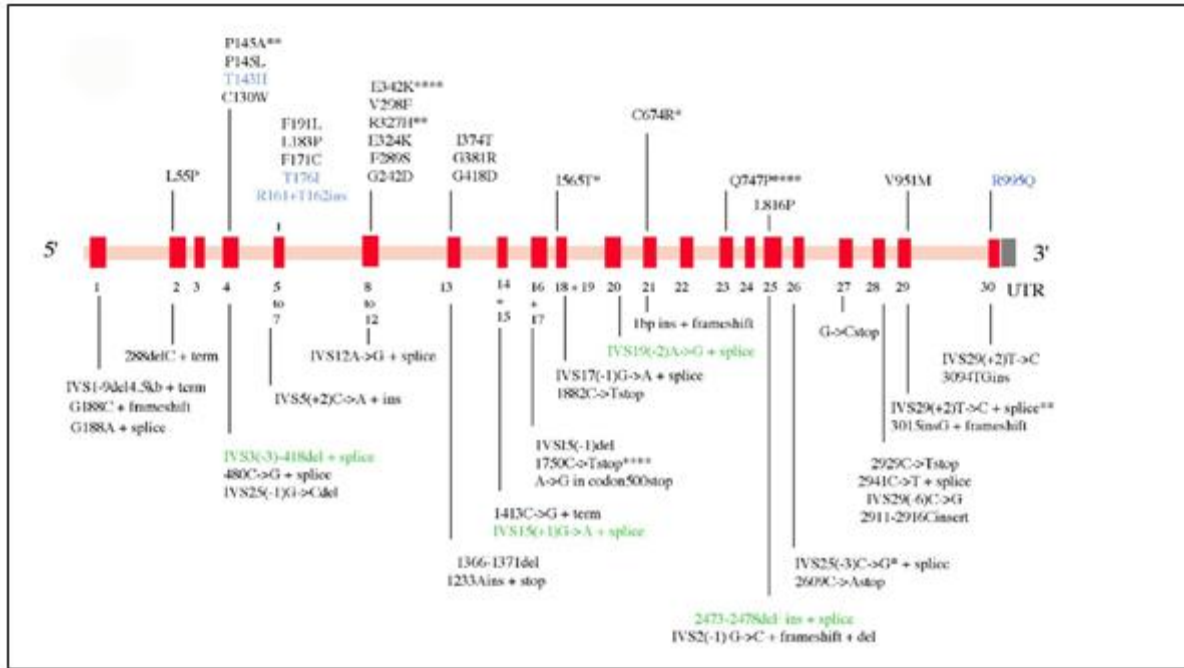 P145A**
P145L
T143H
C130W
L55P
F191L
L183P
F171C
T176I
R161+T162ins
E342K****
V298F
R327H**
E324K
F289S
G242D
I374T
G381R
G418D
I565T*
C674R*
Q747P****
L816P
V951M
R995Q
5'
3'
1
2
3
4
5
to
7
8
to
12
13
14
+
15
16
+
17
18 + 19
20
21
22
23
24
25
26
27
28
29
30
UTR
1bp ins + frameshift
G->Cstop
288delC + term
IVS12A->G + splice
IVS19(-2)A->G + splice
IVS29(+2)T->C
3094TGins
IVS1-9del4.5kb + term
G188C + frameshift
G188A + splice
IVS5(+2)C->A + ins
IVS17(-1)G->A + splice
1882C->Tstop
IVS29(+2)T->C + splice**
3015insG + frameshift
IVS3(-3)-418del + splice
480C->G + splice
IVS25(-1)G->Cdel
IVS15(-1)del
1750C->Tstop****
A->G in codon500stop
2929C->Tstop
2941C->T + splice
IVS29(-6)C->G
2911-2916Cinsert
1413C->G + term
IVS15(+1)G->A + splice
1366-1371del
1233Ains + stop
IVS25(-3)C->G* + splice
2609C->Astop
2473-2478del/ ins + splice
IVS2(-1) G->C + frameshift + del